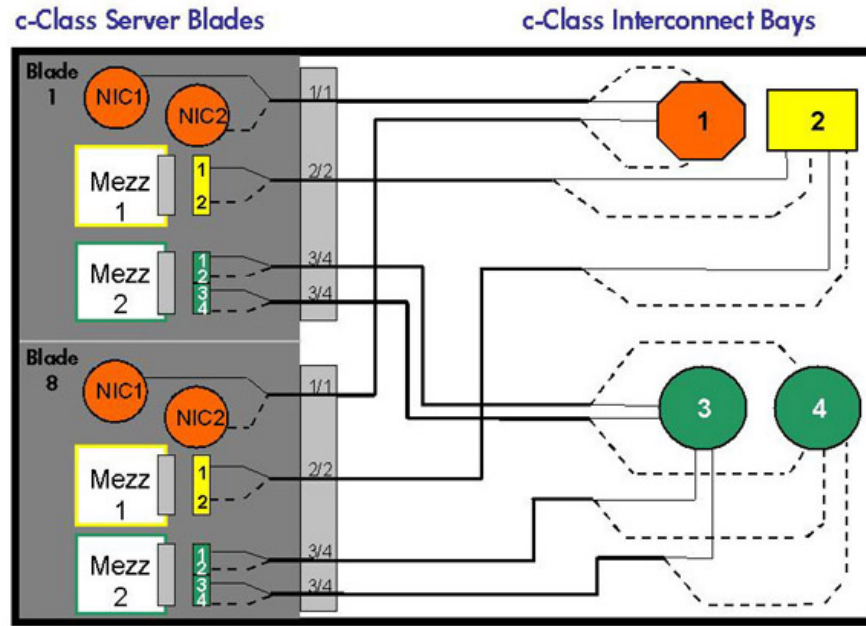 c-Class Server Blades
c-Class Interconnect Bays
Blade
1
NIC1
NIC2
1/1
1
2
Mezz
1
1
2
2/2
Mezz
2
1
2
3
4
3/4
3/4
Blade
8
NIC1
NIC2
1/1
3
4
Mezz
1
1
2
2/2
Mezz
2
1
2
3
4
3/4
3/4